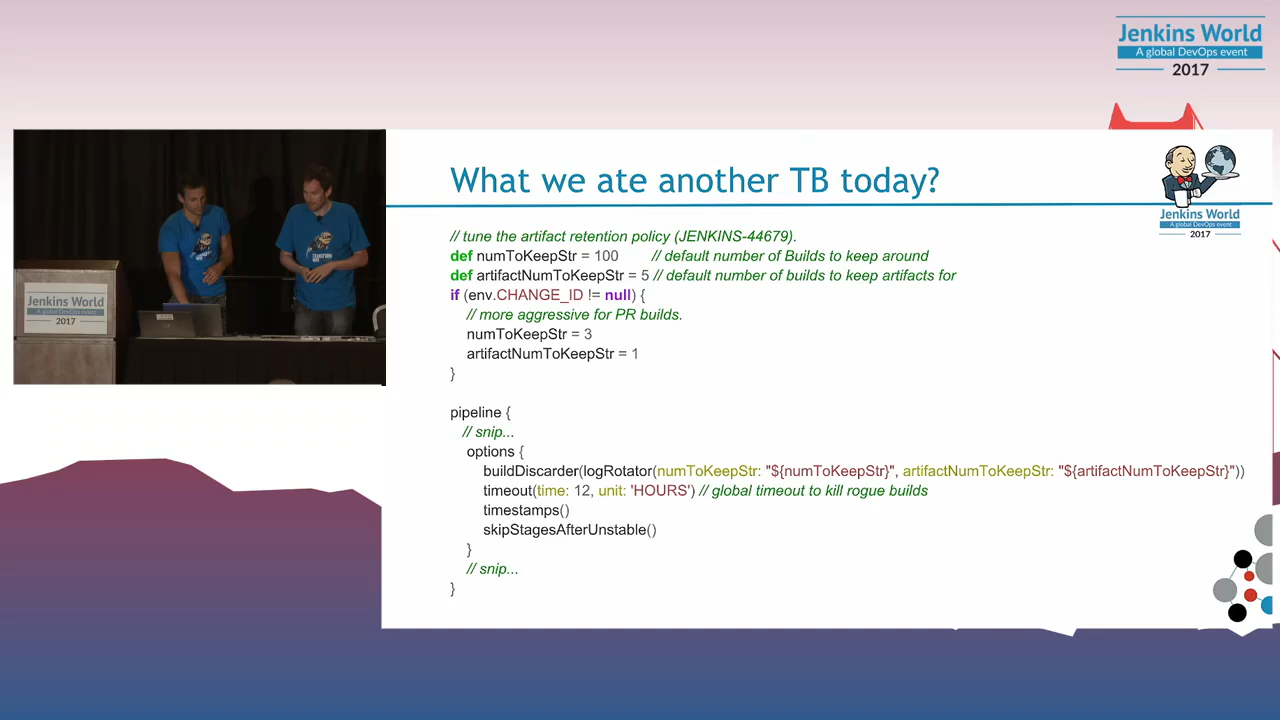 Jenkins World
A global DevOps event
2017
What we ate another TB today?
Jenkins World
A global DevOps event
2017
// tune the artifact retention policy (JENKINS-44679).
def numToKeepStr = 100 // default number of Builds to keep around
def artifactNumToKeepStr = 5 // default number of builds to keep artifacts for
if (env.CHANGE_ID != null) {
// more aggressive for PR builds.
numToKeepStr = 3
artifactNumToKeepStr = 1
}
pipeline {
// snip...
options {
buildDiscarder(logRotator(numToKeepStr: "${numToKeepStr}", artifactNumToKeepStr: "${artifactNumToKeepStr}"))
timeout(time: 12, unit: 'HOURS') // global timeout to kill rogue builds
timestamps()
skipStagesAfterUnstable()
}
// snip...
}
Jenkins World
A global DevOps event
2017